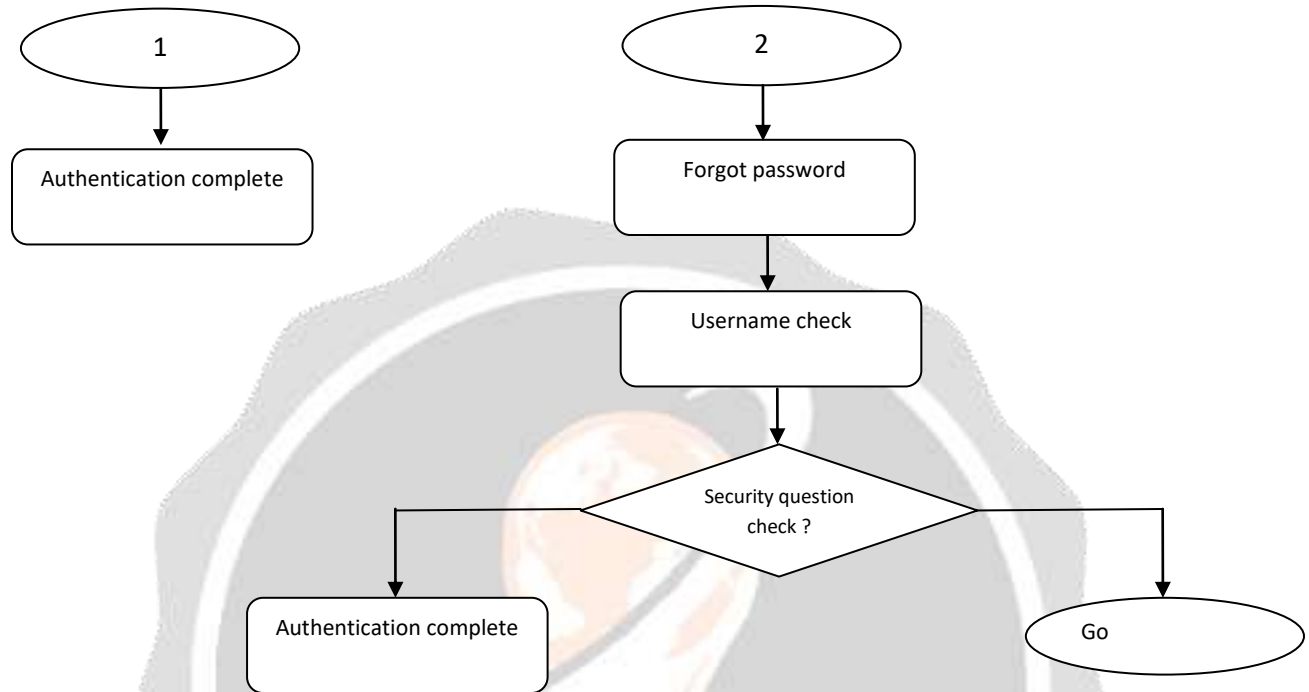 1
2
Authentication complete
Forgot password
Username check
Security question
check ?
Authentication complete
Go